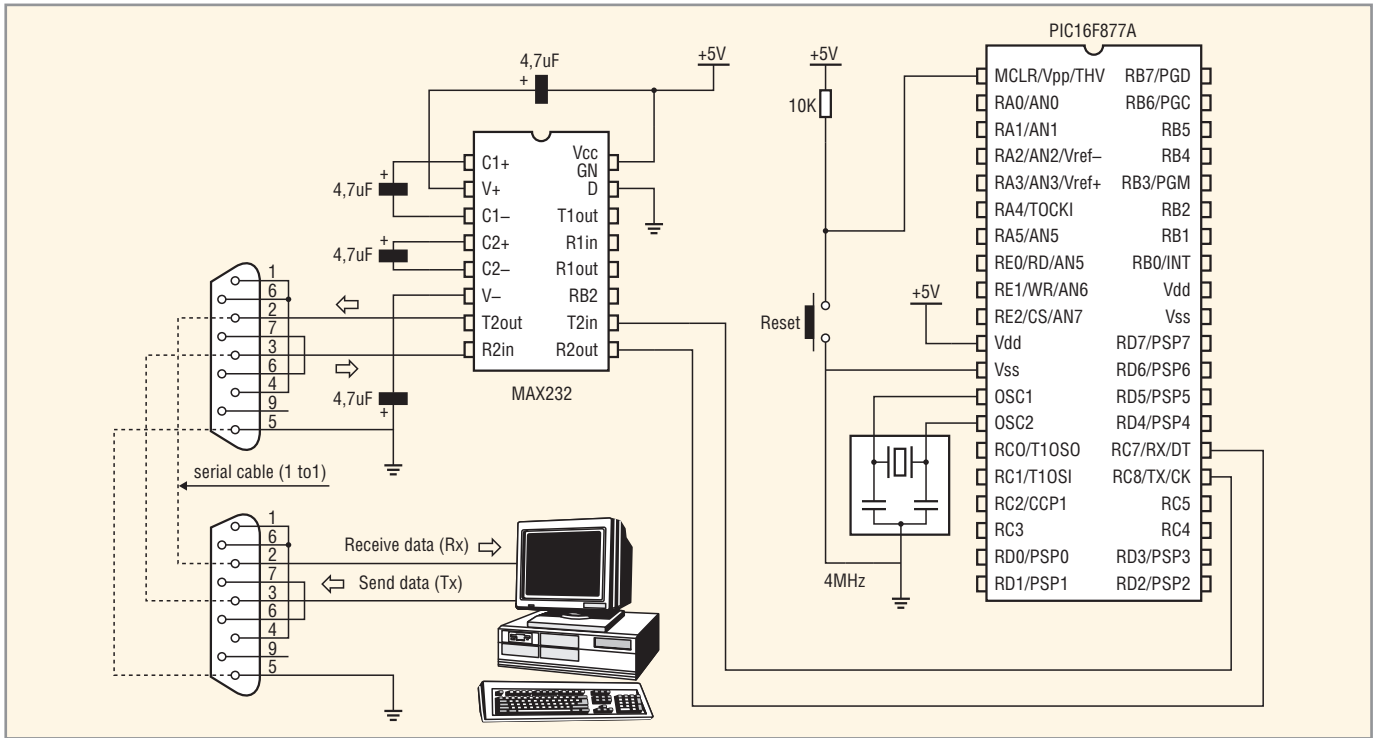 PIC16F877A
4,7uF
+
+5V
+5V
10K
MCLR/Vpp/THV RB7/PGD
RA0/AN0 RB6/PGC
RA1/AN1 RB5
RA2/AN2/Vref– RB4
RA3/AN3/Vref+ RB3/PGM
RA4/TOCKI RB2
RA5/AN5 RB1
RE0/RD/AN5 RB0/INT
RE1/WR/AN6 Vdd
RE2/CS/AN7 Vss
Vdd RD7/PSP7
Vss RD6/PSP6
OSC1 RD5/PSP5
OSC2 RD4/PSP4
RCO/T1OSO RC7/RX/DT
RC1/T1OSI RC8/TX/CK
RC2/CCP1 RC5
RC3 RC4
RD0/PSP0 RD3/PSP3
RD1/PSP1 RD2/PSP2
C1+ Vcc
GN
V+ D
C1– T1out
C2+ R1in
C2– R1out
V– RB2
T2out T2in
R2in R2out
MAX232
+
4,7uF
+
4,7uF
4,7uF
+
1
6
2
7
3
6
4
9
5
serial cable (1 to1)
1
6
2
7
3
6
4
9
5
Receive data (Rx)
Send data (Tx)
Reset
+5V
4MHz